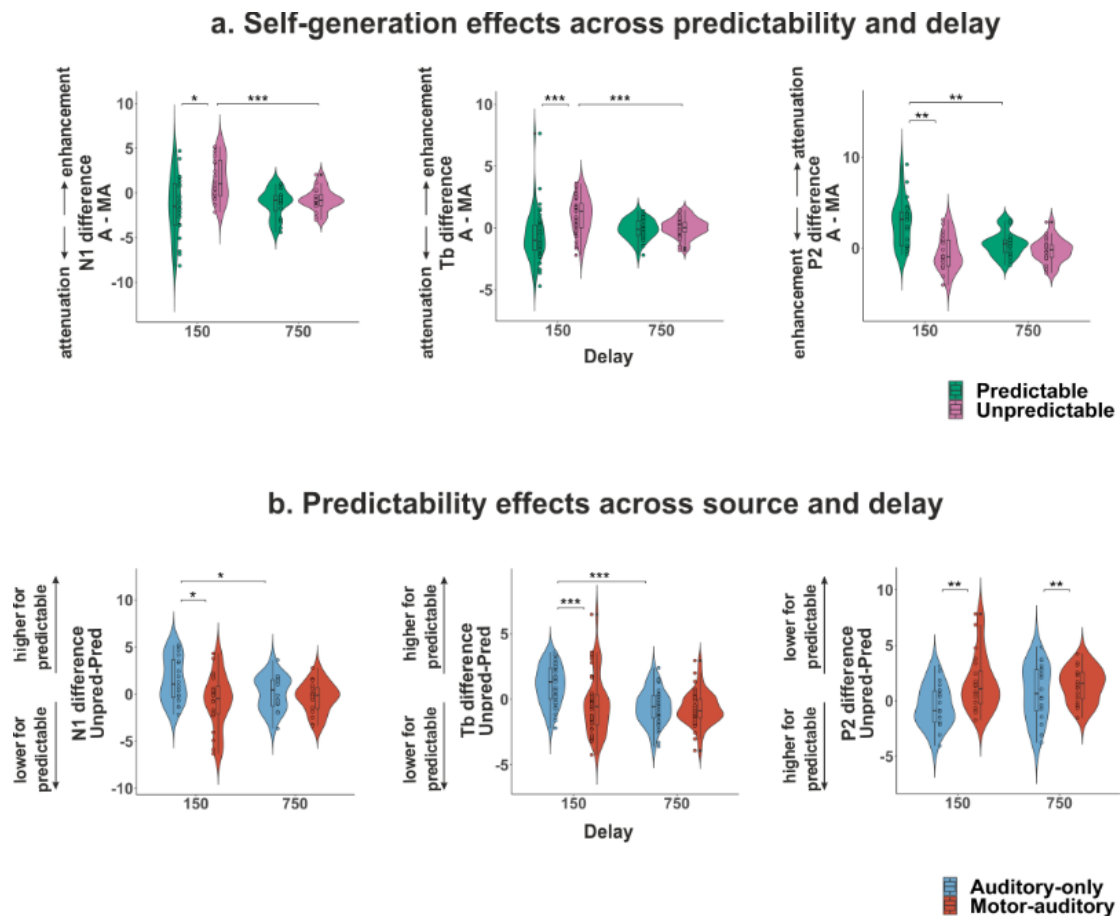 a. Self-generation effects across predictability and delay
attenuation ← → enhancement
N1 difference
A - MA
10
5
0
-5
-10
* ***
150 750
attenuation ← → enhancement
Tb difference
A - MA
10
5
0
-5
*** ***
150 750
Delay
enhancement ← → attenuation
P2 difference
A - MA
10
0
**
**
150 750
Predictable
Unpredictable
b. Predictability effects across source and delay
lower for predictable
higher for predictable
N1 difference
Unpred-Pred
10
5
0
-5
-10
*
*
150 750
lower for predictable
higher for predictable
Tb difference
Unpred-Pred
5
0
-5
***
***
150 750
Delay
higher for predictable
lower for predictable
P2 difference
Unpred-Pred
10
5
0
-5
** **
150 750
Auditory-only
Motor-auditory